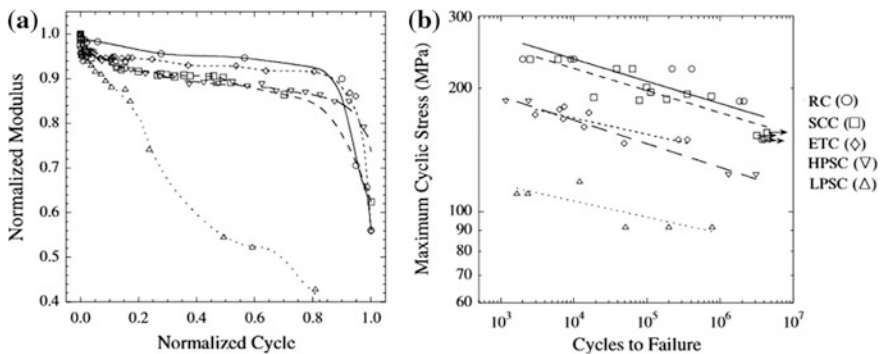 (a)
1.0
0.9
0.8
0.7
0.6
0.5
0.4
Normalized Modulus
0.0 0.2 0.4 0.6 0.8 1.0
Normalized Cycle
(b)
300
200
100
90
80
70
60
Maximum Cyclic Stress (MPa)
10³ 10⁴ 10⁵ 10⁶ 10⁷
Cycles to Failure
RC (○)
SCC (□)
ETC (◇)
HPSC (▽)
LPSC (△)